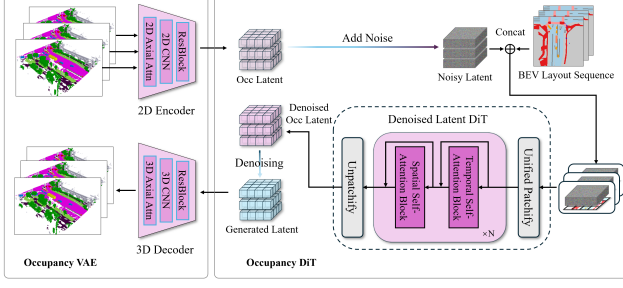 2D Axial Attn
2D CNN
ResBlock
2D Encoder
Occ Latent
Add Noise
Noisy Latent
Concat
BEV Layout Sequence
Denoised
Occ Latent
Denoising
Generated Latent
Denoised Latent DiT
Unpatchify
Spatial Self-
Attention Block
Temporal Self-
Attention Block
×N
Unified Patchify
3D Axial Attn
3D CNN
ResBlock
3D Decoder
Occupancy VAE
Occupancy DiT